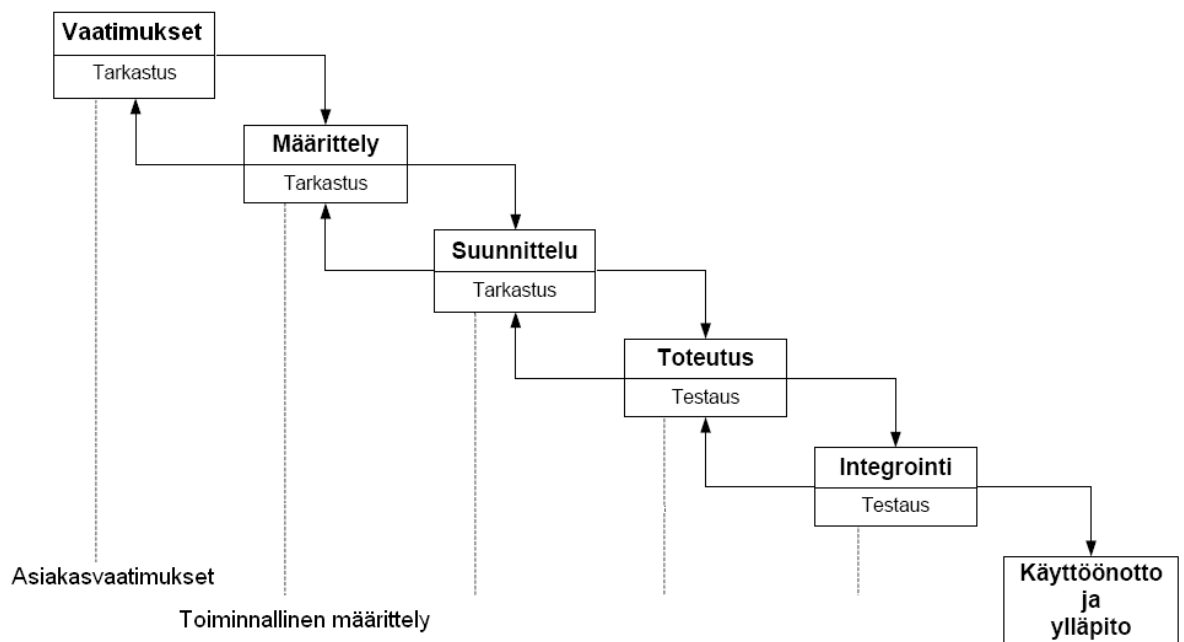 Vaatimukset
Tarkastus
Määrittely
Tarkastus
Suunnittelu
Tarkastus
Toteutus
Testaus
Integrointi
Testaus
Käyttöönotto
ja
ylläpito
Asiakasvaatimukset
Toiminnallinen määrittely